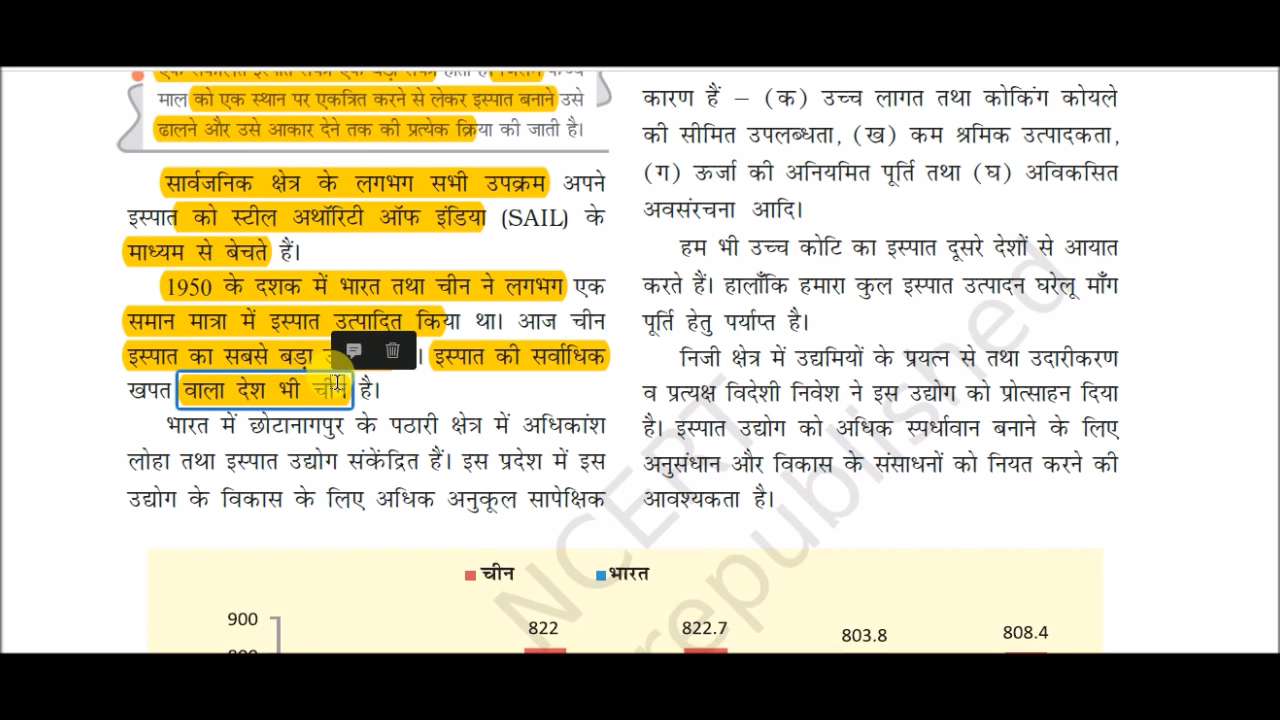 माल को एक स्थान पर एकत्रित करने से लेकर इस्पात बनाने उसे
ढालने और उसे आकार देने तक की प्रत्येक क्रिया की जाती है।
सार्वजनिक क्षेत्र के लगभग सभी उपक्रम अपने
इस्पात को स्टील अथॉरिटी ऑफ इंडिया (SAIL) के
माध्यम से बेचते हैं।
1950 के दशक में भारत तथा चीन ने लगभग एक
समान मात्रा में इस्पात उत्पादित किया था। आज चीन
इस्पात का सबसे बड़ा । इस्पात की सर्वाधिक
खपत वाला देश भी चीन है।
भारत में छोटानागपुर के पठारी क्षेत्र में अधिकांश
लोहा तथा इस्पात उद्योग संकेंद्रित हैं। इस प्रदेश में इस
उद्योग के विकास के लिए अधिक अनुकूल सापेक्षिक
कारण हैं – (क) उच्च लागत तथा कोकिंग कोयले
की सीमित उपलब्धता, (ख) कम श्रमिक उत्पादकता,
(ग) ऊर्जा की अनियमित पूर्ति तथा (घ) अविकसित
अवसंरचना आदि।
हम भी उच्च कोटि का इस्पात दूसरे देशों से आयात
करते हैं। हालाँकि हमारा कुल इस्पात उत्पादन घरेलू माँग
पूर्ति हेतु पर्याप्त है।
निजी क्षेत्र में उद्यमियों के प्रयत्न से तथा उदारीकरण
व प्रत्यक्ष विदेशी निवेश ने इस उद्योग को प्रोत्साहन दिया
है। इस्पात उद्योग को अधिक स्पर्धावान बनाने के लिए
अनुसंधान और विकास के संसाधनों को नियत करने की
आवश्यकता है।
चीन भारत
900 822 822.7 803.8 808.4
NCERT
republished